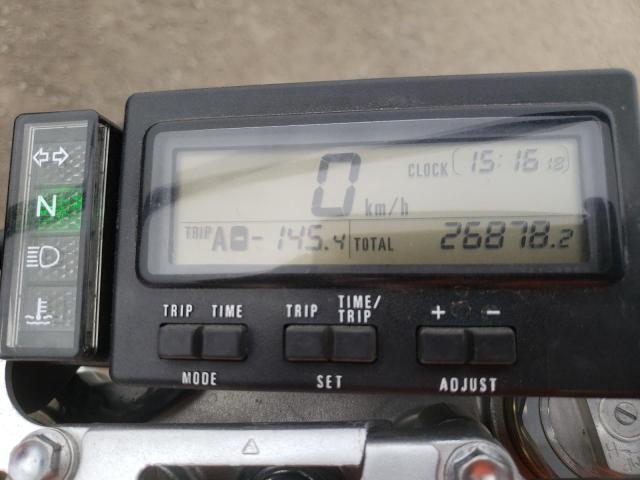 0 km/h CLOCK (15:16 18)
TRIP A - 145.4 TOTAL 26878.2
N
TRIP TIME TRIP TIME/TRIP + -
MODE SET ADJUST